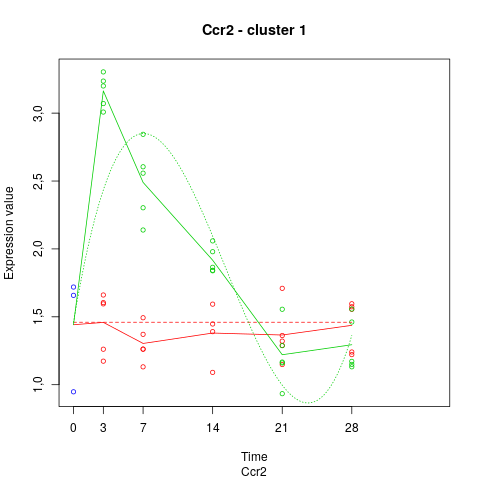 Ccr2 - cluster 1
Expression value
3,0
2,5
2,0
1,5
1,0
0 3 7 14 21 28
Time
Ccr2